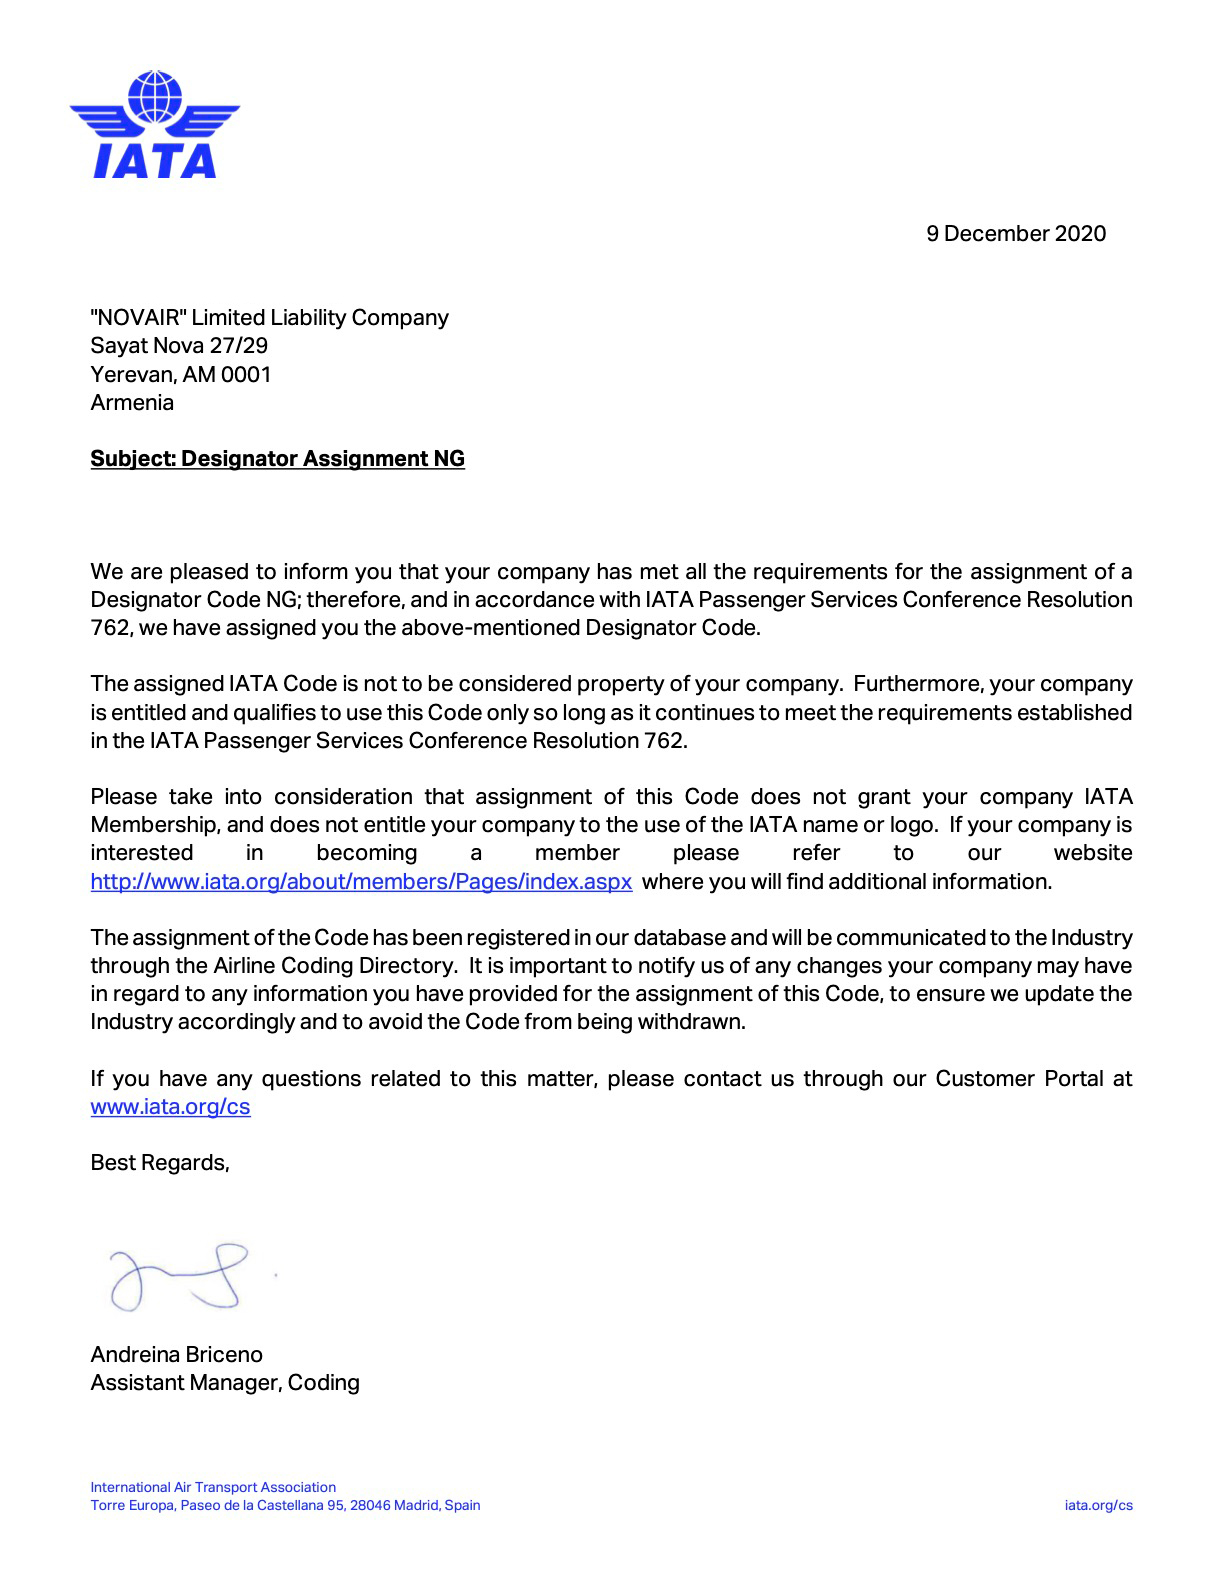 IATA
9 December 2020
"NOVAIR" Limited Liability Company
Sayat Nova 27/29
Yerevan, AM 0001
Armenia
Subject: Designator Assignment NG
We are pleased to inform you that your company has met all the requirements for the assignment of a
Designator Code NG; therefore, and in accordance with IATA Passenger Services Conference Resolution
762, we have assigned you the above-mentioned Designator Code.
The assigned IATA Code is not to be considered property of your company.  Furthermore, your company
is entitled and qualifies to use this Code only so long as it continues to meet the requirements established
in the IATA Passenger Services Conference Resolution 762.
Please take into consideration that assignment of this Code does not grant your company IATA
Membership, and does not entitle your company to the use of the IATA name or logo.  If your company is
interested in becoming a member please refer to our website
http://www.iata.org/about/members/Pages/index.aspx  where you will find additional information.
The assignment of the Code has been registered in our database and will be communicated to the Industry
through the Airline Coding Directory.  It is important to notify us of any changes your company may have
in regard to any information you have provided for the assignment of this Code, to ensure we update the
Industry accordingly and to avoid the Code from being withdrawn.
If you have any questions related to this matter, please contact us through our Customer Portal at
www.iata.org/cs
Best Regards,
Andreina Briceno
Assistant Manager, Coding
International Air Transport Association
Torre Europa, Paseo de la Castellana 95, 28046 Madrid, Spain
iata.org/cs